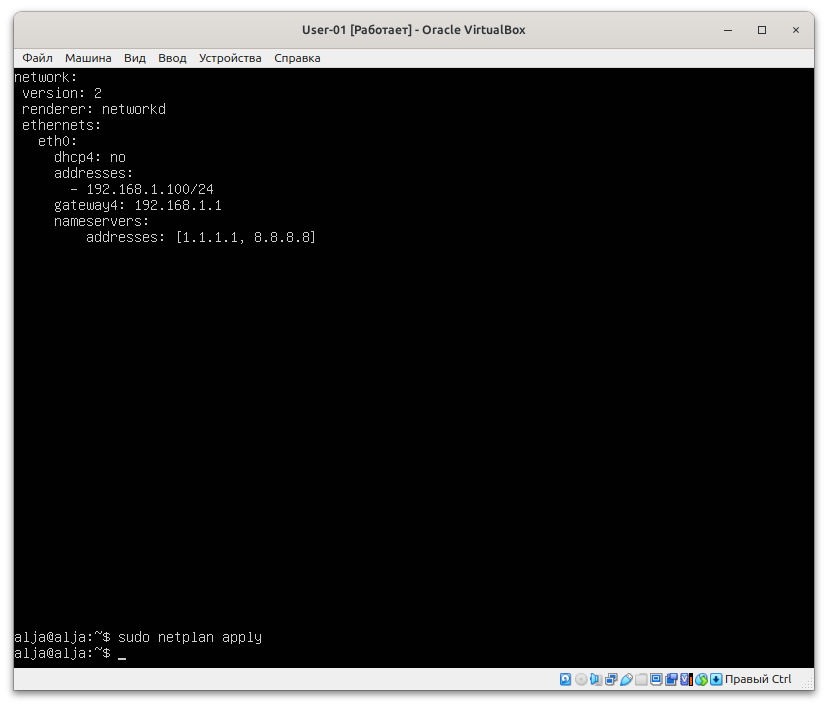 User-01 [Работает] - Oracle VirtualBox
Файл Машина Вид Ввод Устройства Справка
network:
 version: 2
 renderer: networkd
 ethernets:
   eth0:
     dhcp4: no
     addresses:
       - 192.168.1.100/24
     gateway4: 192.168.1.1
     nameservers:
         addresses: [1.1.1.1, 8.8.8.8]
alja@alja:~$ sudo netplan apply
alja@alja:~$ _
Правый Ctrl